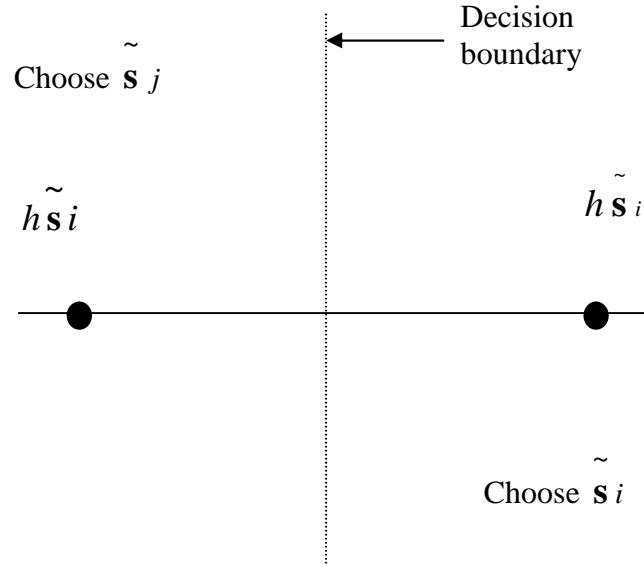 Decision
boundary
Choose s̃ j
h s̃ i
h s̃ i
Choose s̃ i